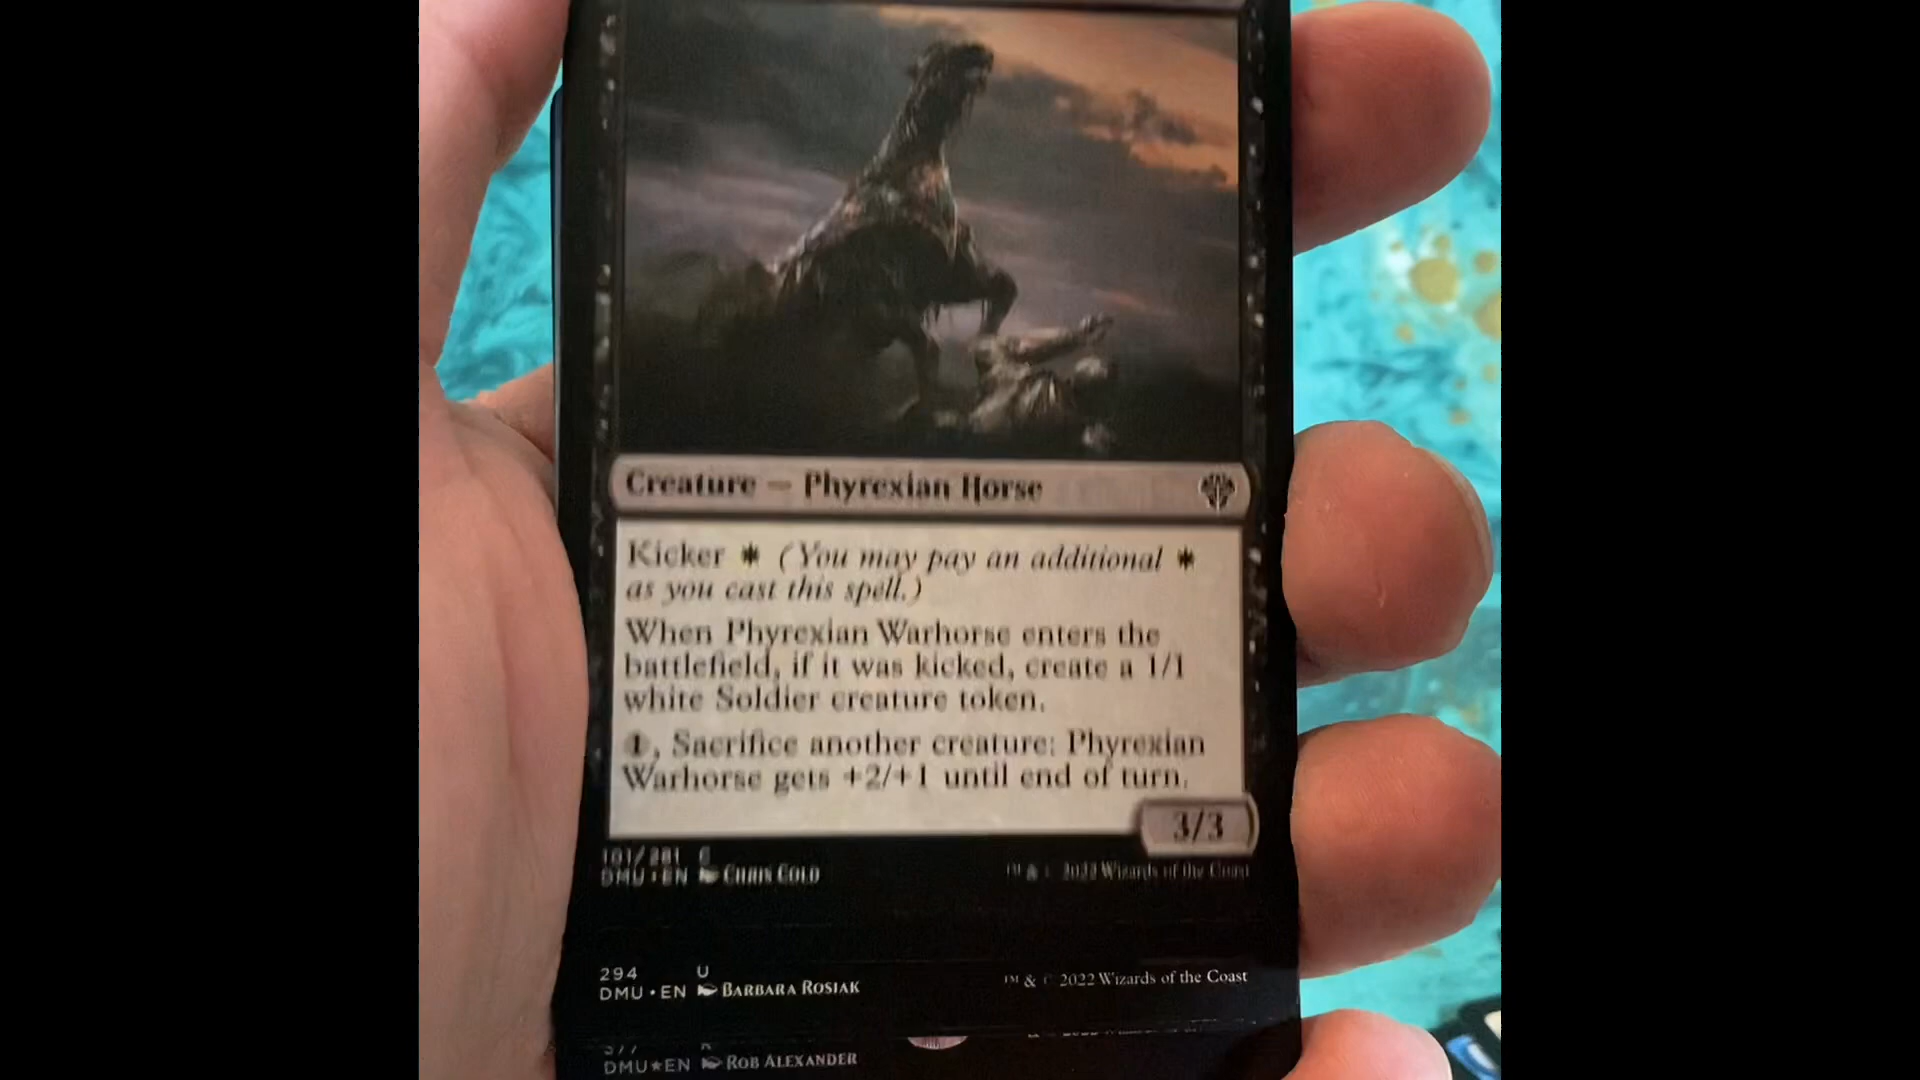 Creature — Phyrexian Horse
Kicker (You may pay an additional
as you cast this spell.)
When Phyrexian Warhorse enters the
battlefield, if it was kicked, create a 1/1
white Soldier creature token.
1, Sacrifice another creature: Phyrexian
Warhorse gets +2/+1 until end of turn.
3/3
101/281 C
DMU • EN Chris Cold ™ & © 2022 Wizards of the Coast
294 U
DMU • EN Barbara Rosiak ™ & © 2022 Wizards of the Coast
DMU★EN Rob Alexander